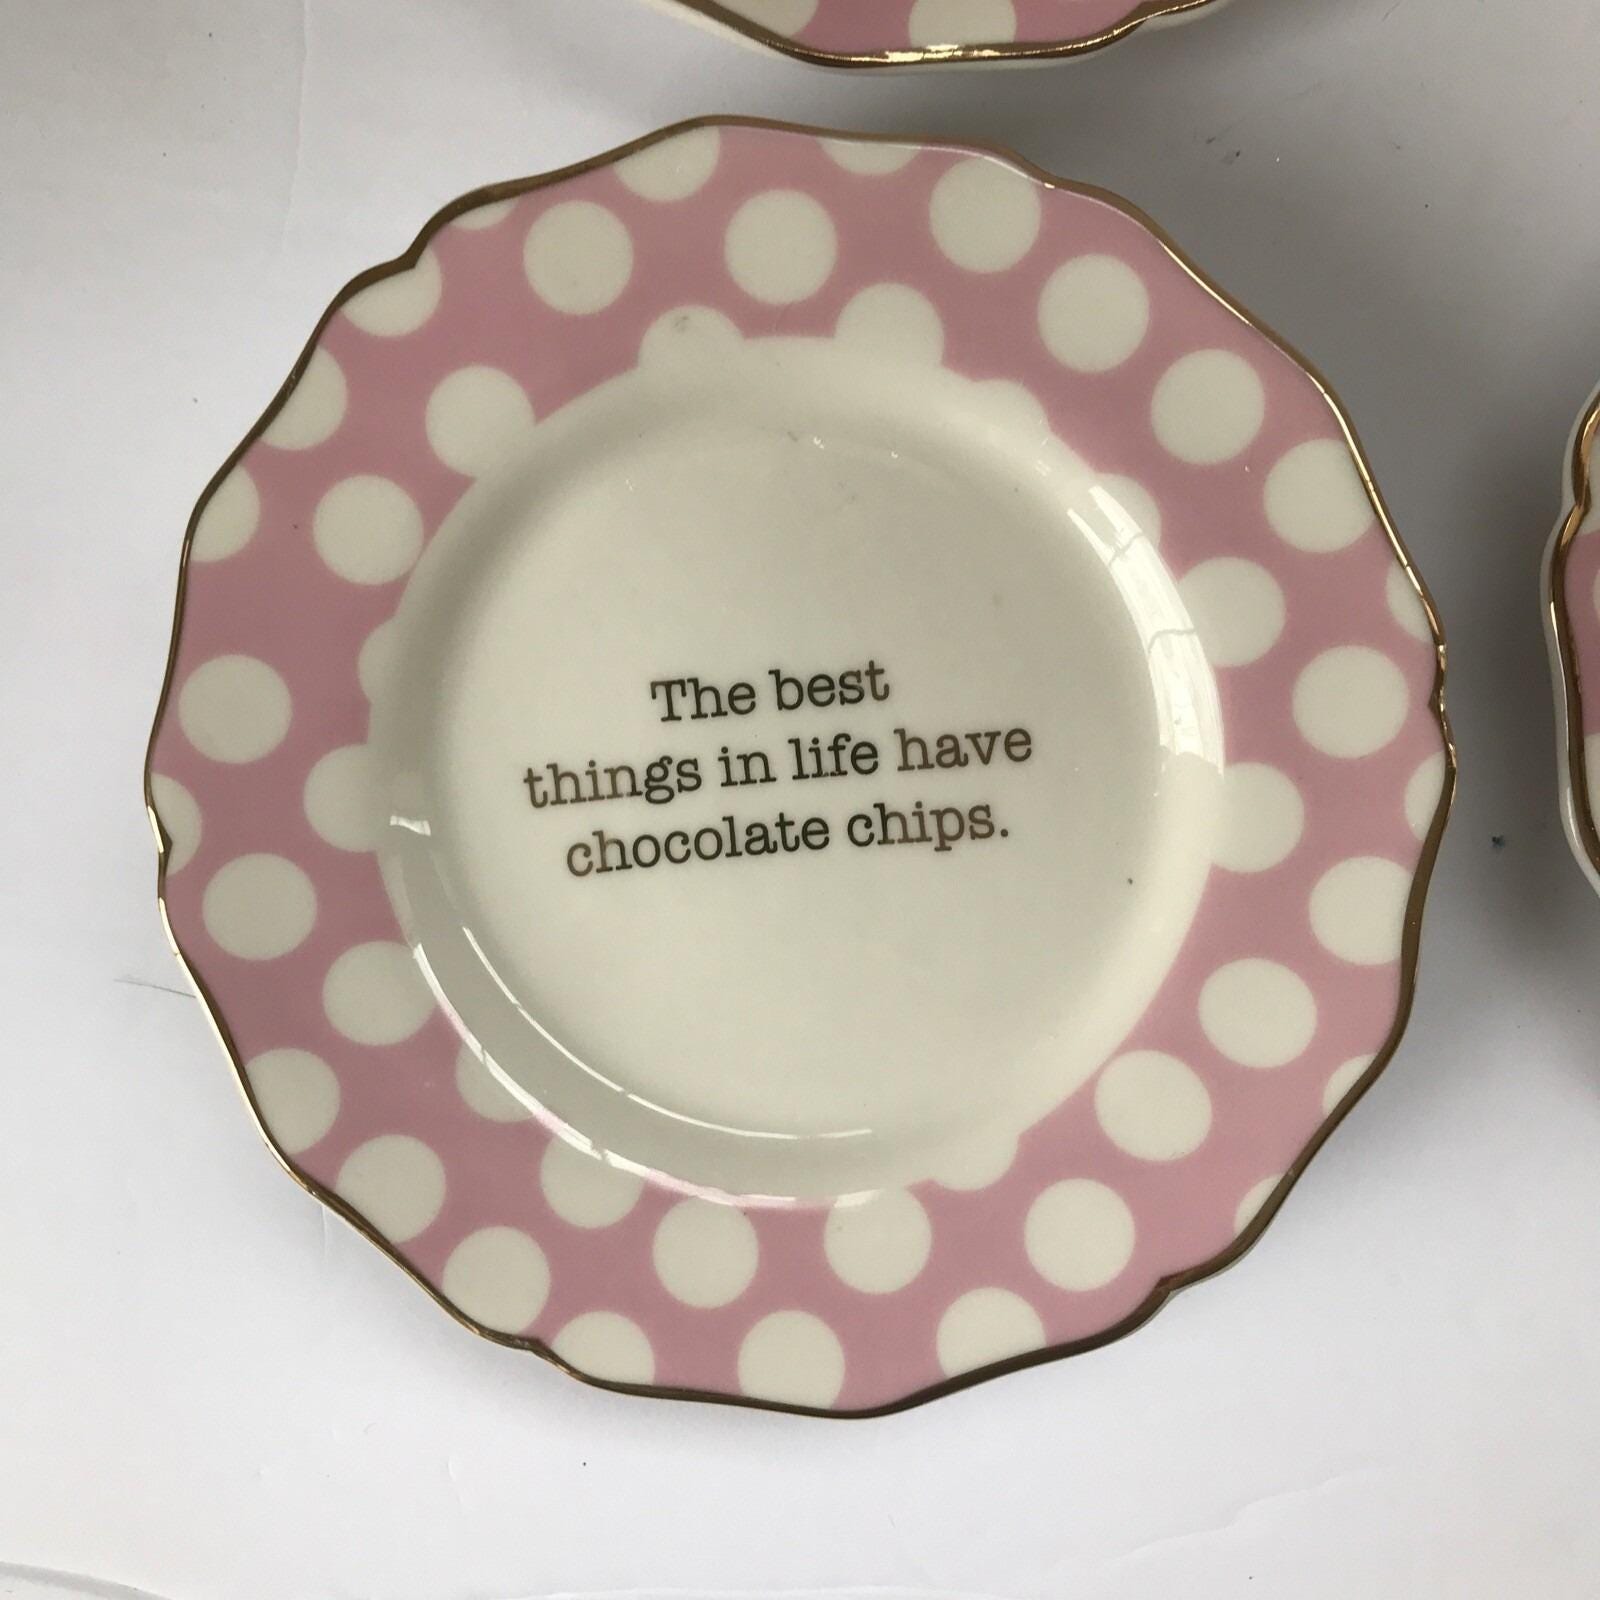 The best
things in life have
chocolate chips.